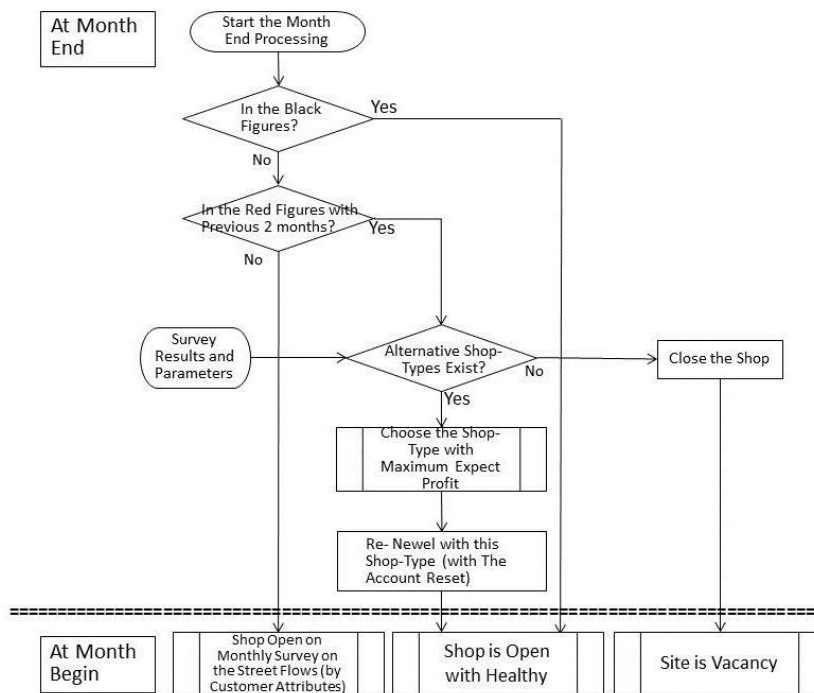 At Month
End
Start the Month
End Processing
In the Black
Figures?
Yes
No
In the Red Figures with
Previous 2 months?
Yes
No
Survey
Results and
Parameters
Alternative Shop-
Types Exist?
No
Close the Shop
Yes
Choose the Shop-
Type with
Maximum Expect
Profit
Re- Newel with this
Shop-Type (with The
Account Reset)
At Month
Begin
Shop Open on
Monthly Survey on
the Street Flows (by
Customer Attributes)
Shop is Open
with Healthy
Site is Vacancy